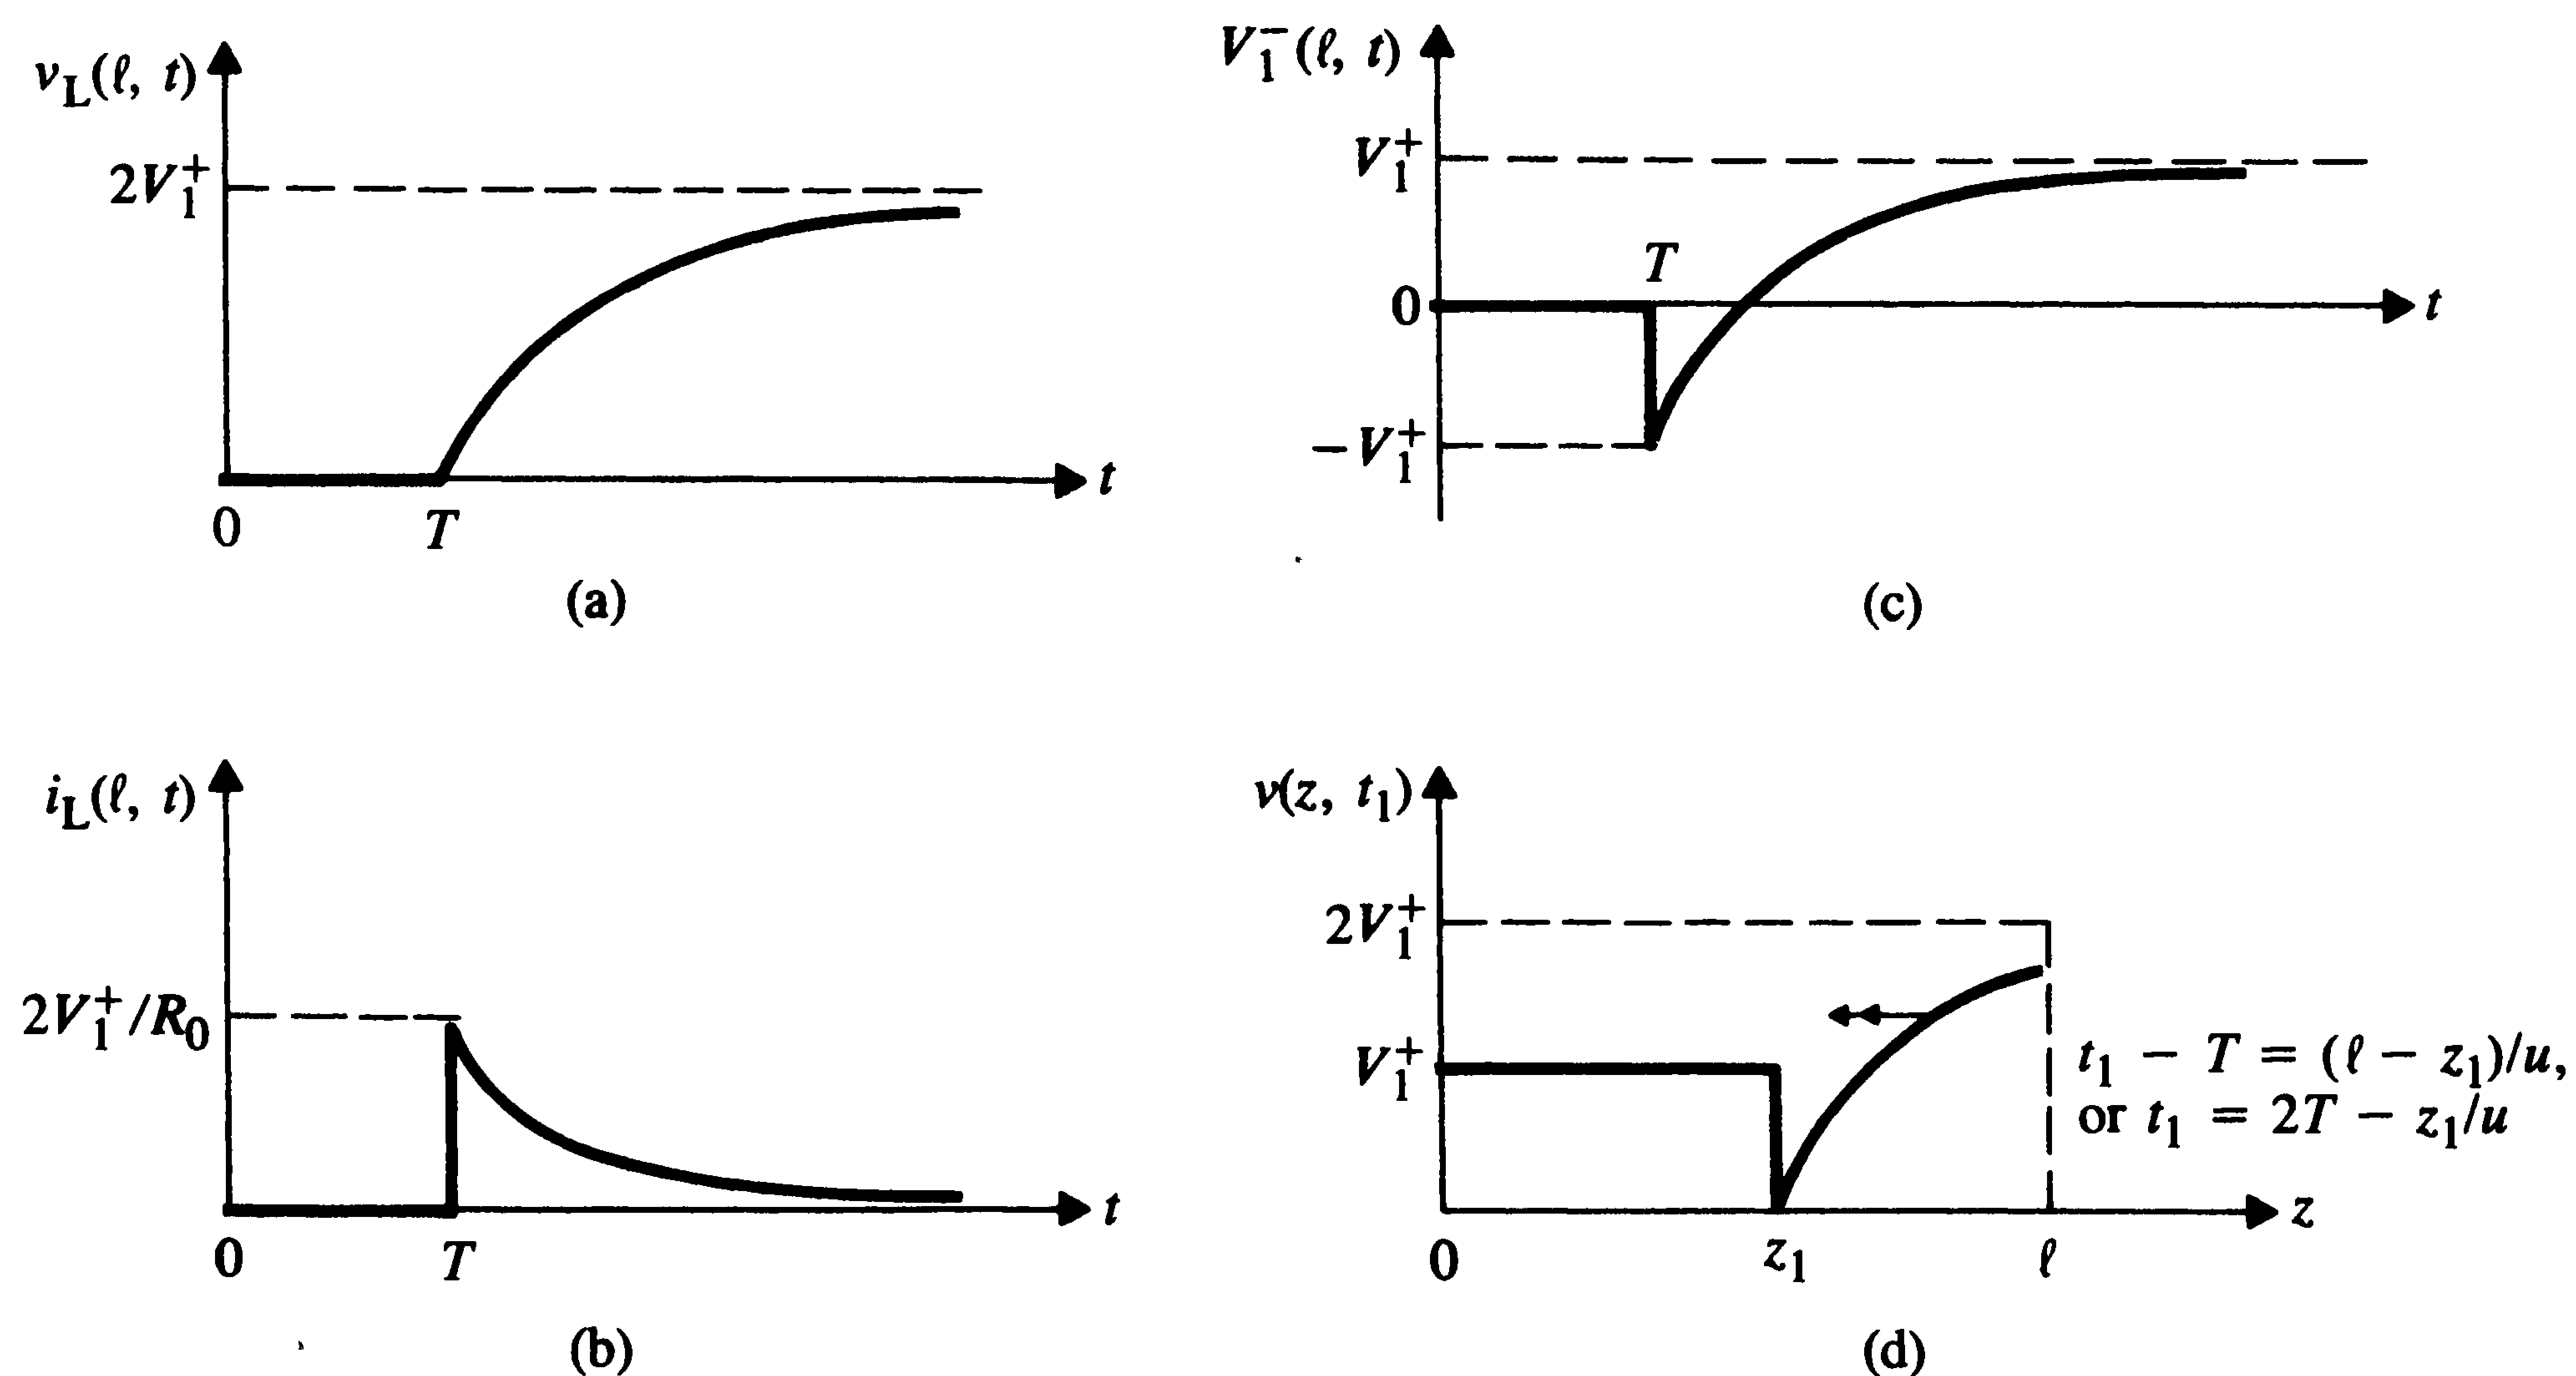 v_L(ℓ, t)
2V_1^+
0
T
t
(a)
V_1^-(ℓ, t)
V_1^+
T
0
t
-V_1^+
(c)
i_L(ℓ, t)
2V_1^+/R_0
0
T
t
(b)
v(z, t_1)
2V_1^+
V_1^+
t_1 - T = (ℓ - z_1)/u,
or t_1 = 2T - z_1/u
0
z_1
ℓ
z
(d)